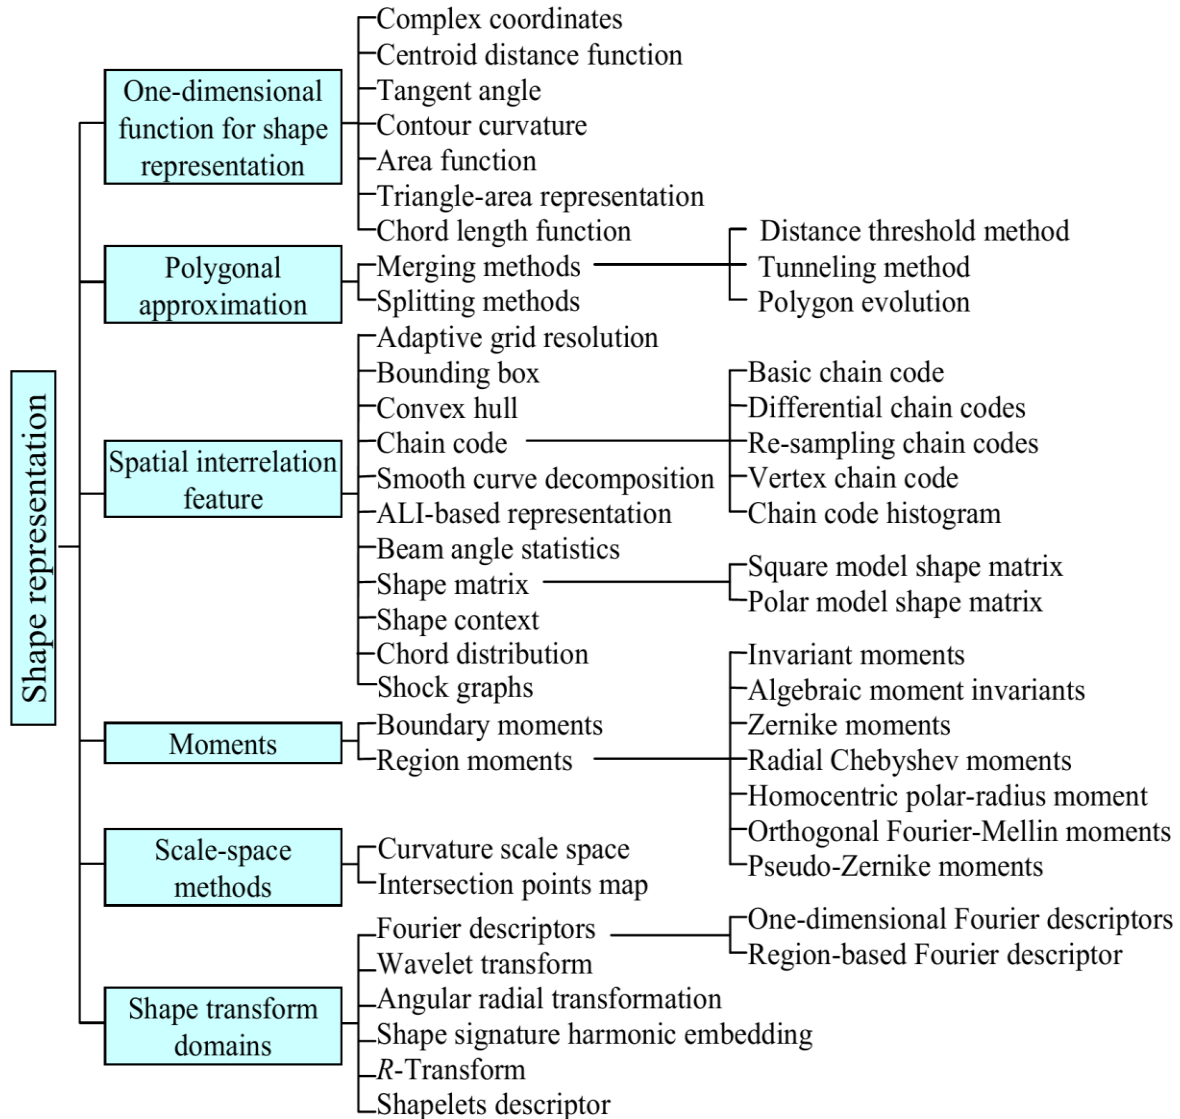 Shape representation
One-dimensional
function for shape
representation
Complex coordinates
Centroid distance function
Tangent angle
Contour curvature
Area function
Triangle-area representation
Chord length function
Polygonal
approximation
Merging methods
Splitting methods
Distance threshold method
Tunneling method
Polygon evolution
Spatial interrelation
feature
Adaptive grid resolution
Bounding box
Convex hull
Chain code
Smooth curve decomposition
ALI-based representation
Beam angle statistics
Shape matrix
Shape context
Chord distribution
Shock graphs
Basic chain code
Differential chain codes
Re-sampling chain codes
Vertex chain code
Chain code histogram
Square model shape matrix
Polar model shape matrix
Moments
Boundary moments
Region moments
Invariant moments
Algebraic moment invariants
Zernike moments
Radial Chebyshev moments
Homocentric polar-radius moment
Orthogonal Fourier-Mellin moments
Pseudo-Zernike moments
Scale-space
methods
Curvature scale space
Intersection points map
Shape transform
domains
Fourier descriptors
Wavelet transform
Angular radial transformation
Shape signature harmonic embedding
R-Transform
Shapelets descriptor
One-dimensional Fourier descriptors
Region-based Fourier descriptor